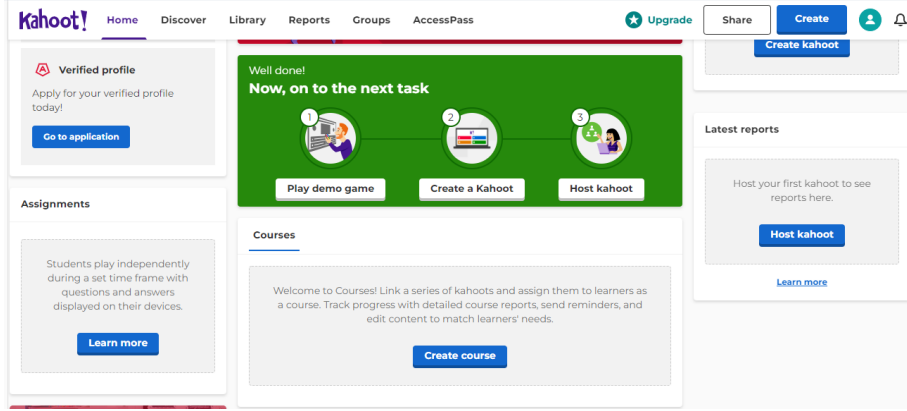 Kahoot! Home Discover Library Reports Groups AccessPass Upgrade Share Create
Verified profile
Apply for your verified profile
today!
Go to application
Assignments
Students play independently
during a set time frame with
questions and answers
displayed on their devices.
Learn more
Well done!
Now, on to the next task
1 2 3
Play demo game Create a Kahoot Host kahoot
Courses
Welcome to Courses! Link a series of kahoots and assign them to learners as
a course. Track progress with detailed course reports, send reminders, and
edit content to match learners' needs.
Create course
Create kahoot
Latest reports
Host your first kahoot to see
reports here.
Host kahoot
Learn more